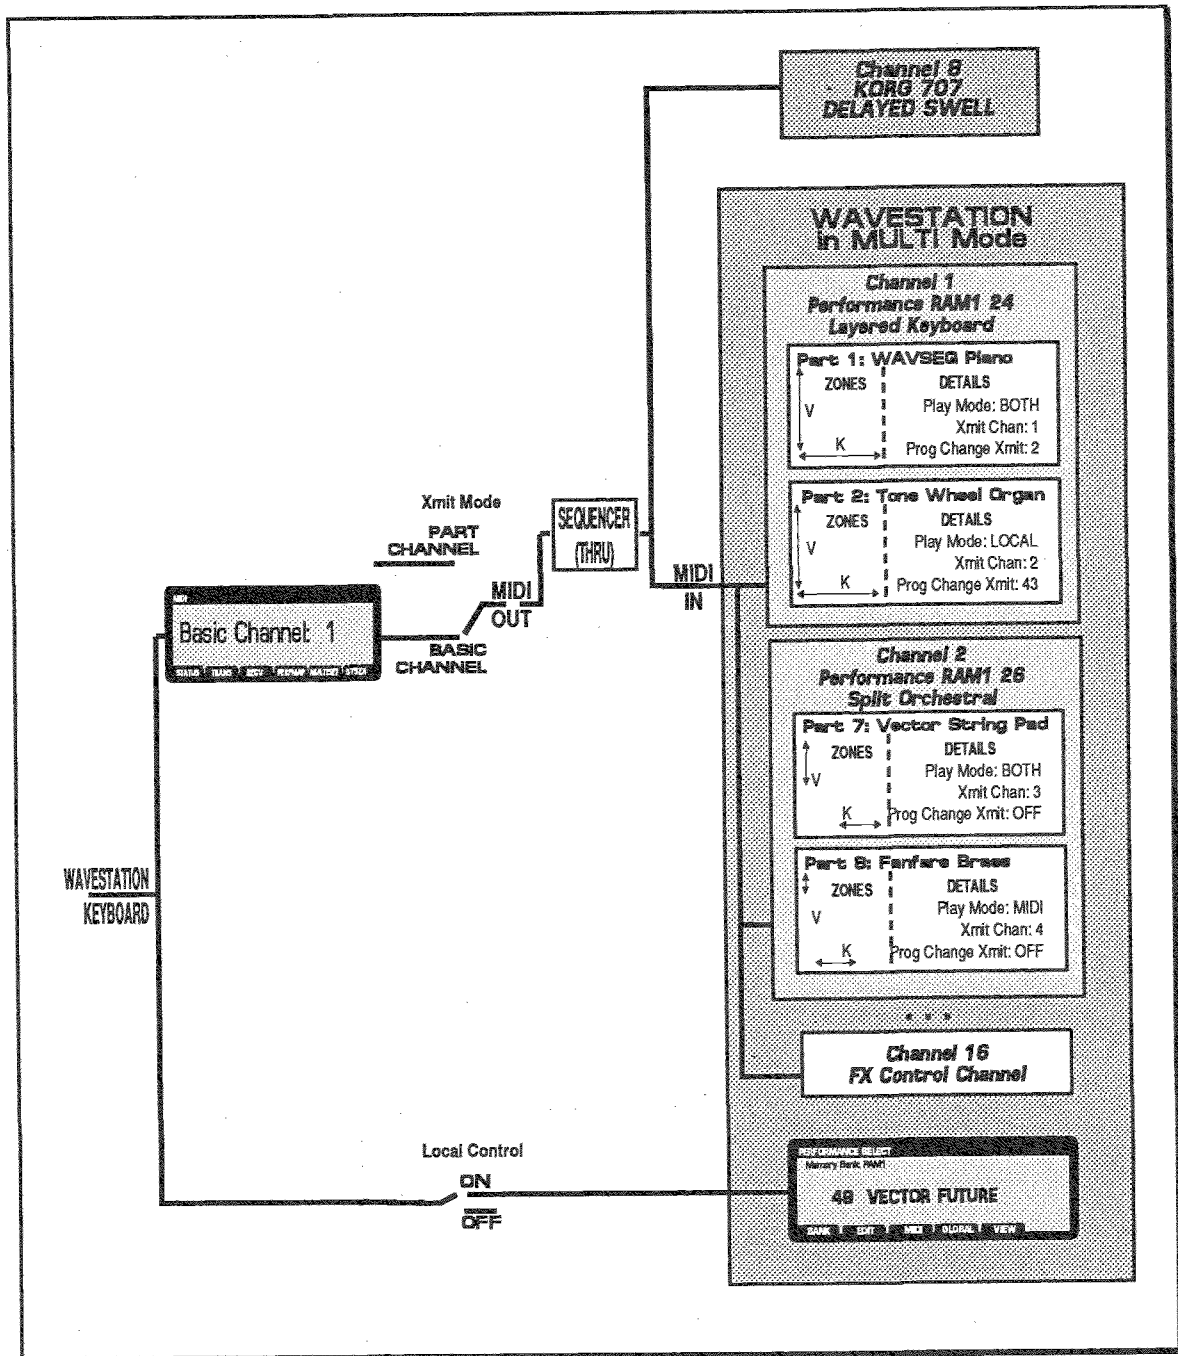 Channel 8
KORG 707
DELAYED SWELL
WAVESTATION
in MULTI Mode
Channel 1
Performance RAM1 24
Layered Keyboard
Part 1: WAVSEQ Piano
ZONES
DETAILS
V
Play Mode: BOTH
Xmit Chan: 1
K
Prog Change Xmit: 2
Part 2: Tone Wheel Organ
ZONES
DETAILS
V
Play Mode: LOCAL
Xmit Chan: 2
K
Prog Change Xmit: 43
Xmit Mode
PART
CHANNEL
SEQUENCER
(THRU)
MIDI
OUT
MIDI
IN
Basic Channel: 1
BASIC
CHANNEL
Channel 2
Performance RAM1 26
Split Orchestral
Part 7: Vector String Pad
ZONES
DETAILS
V
Play Mode: BOTH
Xmit Chan: 3
K
Prog Change Xmit: OFF
Part 8: Fanfare Brass
ZONES
DETAILS
V
Play Mode: MIDI
Xmit Chan: 4
K
Prog Change Xmit: OFF
WAVESTATION
KEYBOARD
• • •
Channel 16
FX Control Channel
Local Control
ON
OFF
PERFORMANCE SELECT
Memory Bank: RAM1
49 VECTOR FUTURE
BANK EDIT MIDI GLOBAL VIEW